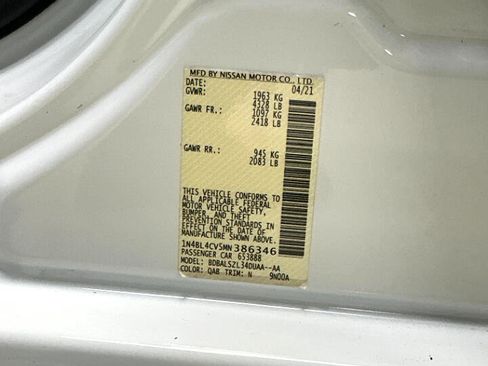 MFD BY NISSAN MOTOR CO., LTD.
DATE: 04/21
GVWR: 1963 KG
4328 LB
GAWR FR.: 1097 KG
2418 LB
GAWR RR.: 945 KG
2083 LB
THIS VEHICLE CONFORMS TO
ALL APPLICABLE FEDERAL
MOTOR VEHICLE SAFETY,
BUMPER, AND THEFT
PREVENTION STANDARDS IN
EFFECT ON THE DATE OF
MANUFACTURE SHOWN ABOVE.
1N4BL4CV5MN386346
PASSENGER CAR 653888
MODEL: BDBALSZL34DUAA--AA
COLOR: QAB TRIM: N 9N00A